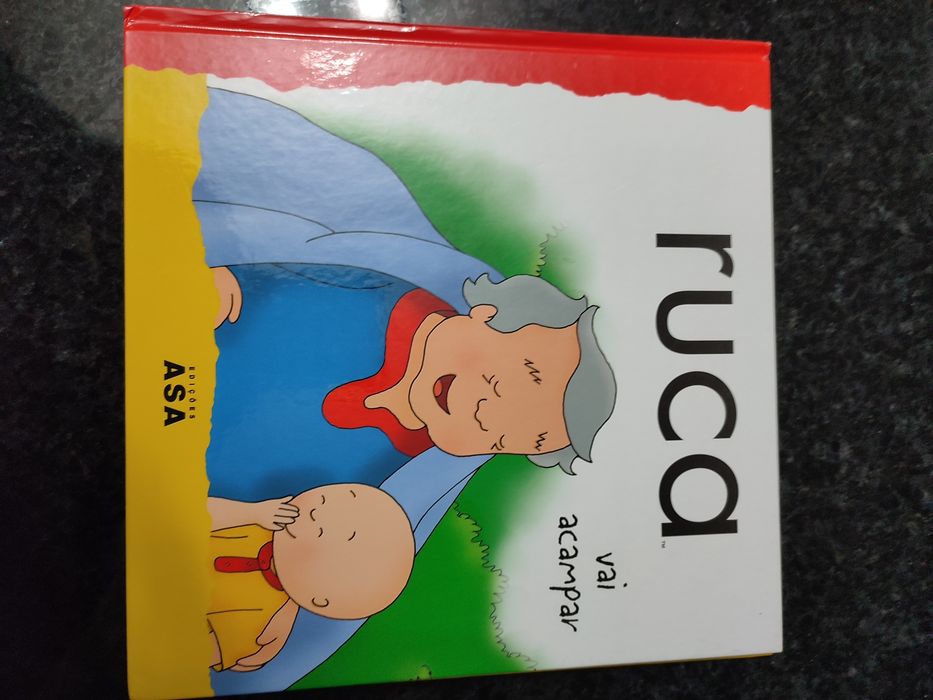 ruca™
vai
acampar
EDIÇÕES
ASA